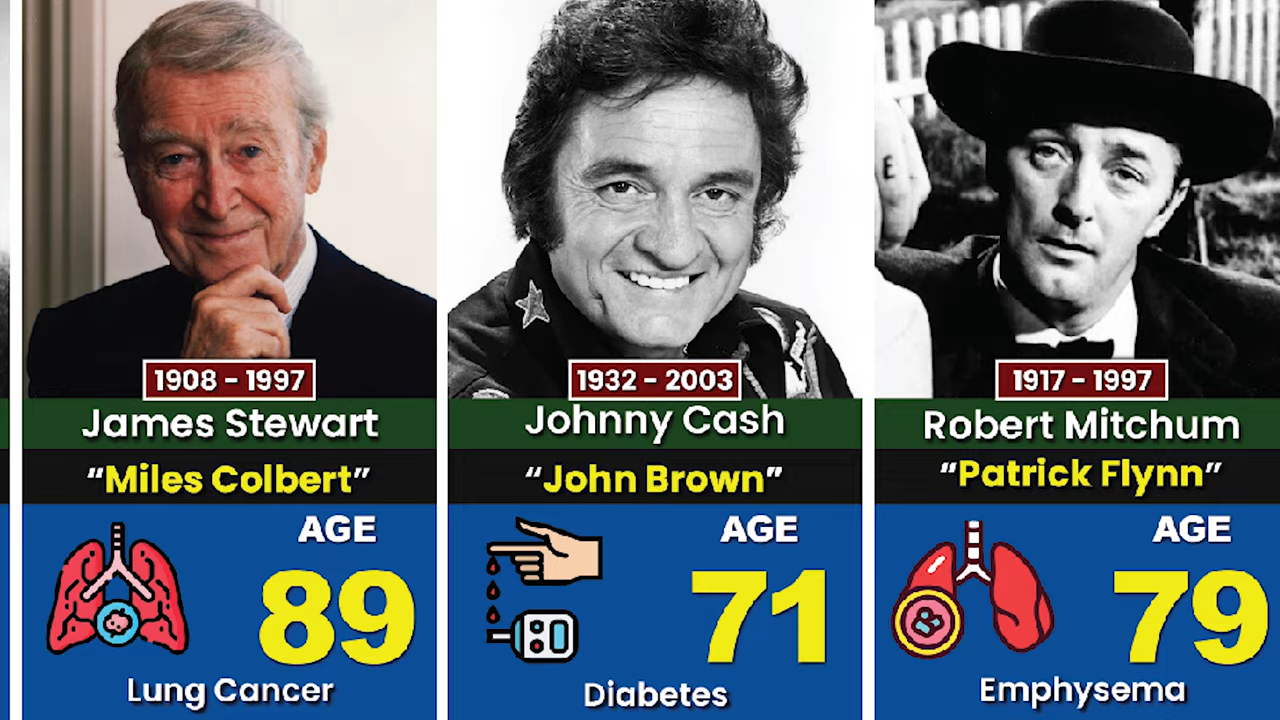 1908 - 1997
James Stewart
“Miles Colbert”
AGE
89
Lung Cancer
1932 - 2003
Johnny Cash
“John Brown”
AGE
71
Diabetes
E
1917 - 1997
Robert Mitchum
“Patrick Flynn”
AGE
79
Emphysema